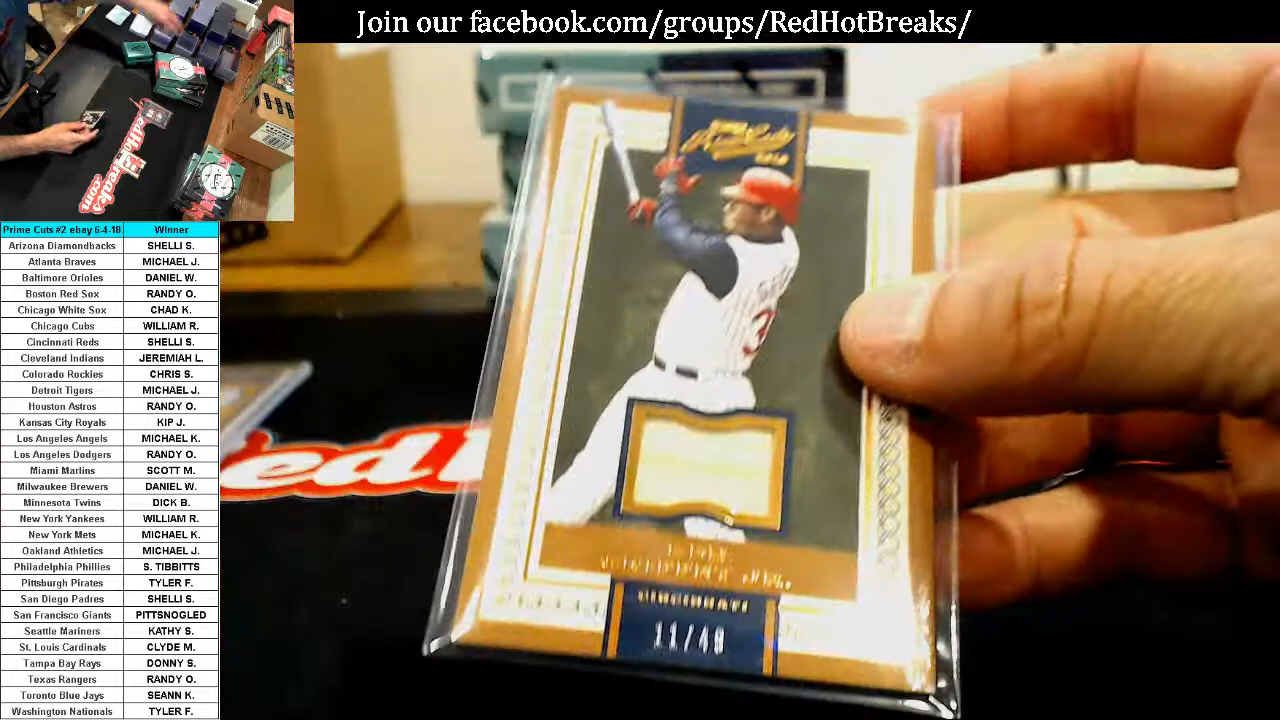 Join our facebook.com/groups/RedHotBreaks/
Prime Cuts #2 ebay 6-4-18 Winner
Arizona Diamondbacks SHELLI S.
Atlanta Braves MICHAEL J.
Baltimore Orioles DANIEL W.
Boston Red Sox RANDY O.
Chicago White Sox CHAD K.
Chicago Cubs WILLIAM R.
Cincinnati Reds SHELLI S.
Cleveland Indians JEREMIAH L.
Colorado Rockies CHRIS S.
Detroit Tigers MICHAEL J.
Houston Astros RANDY O.
Kansas City Royals KIP J.
Los Angeles Angels MICHAEL K.
Los Angeles Dodgers RANDY O.
Miami Marlins SCOTT M.
Milwaukee Brewers DANIEL W.
Minnesota Twins DICK B.
New York Yankees WILLIAM R.
New York Mets MICHAEL K.
Oakland Athletics MICHAEL J.
Philadelphia Phillies S. TIBBITTS
Pittsburgh Pirates TYLER F.
San Diego Padres SHELLI S.
San Francisco Giants PITTSNOGLED
Seattle Mariners KATHY S.
St. Louis Cardinals CLYDE M.
Tampa Bay Rays DONNY S.
Texas Rangers RANDY O.
Toronto Blue Jays SEANN K.
Washington Nationals TYLER F.
RedHotBreaks
.com
CINCINNATI
11/49